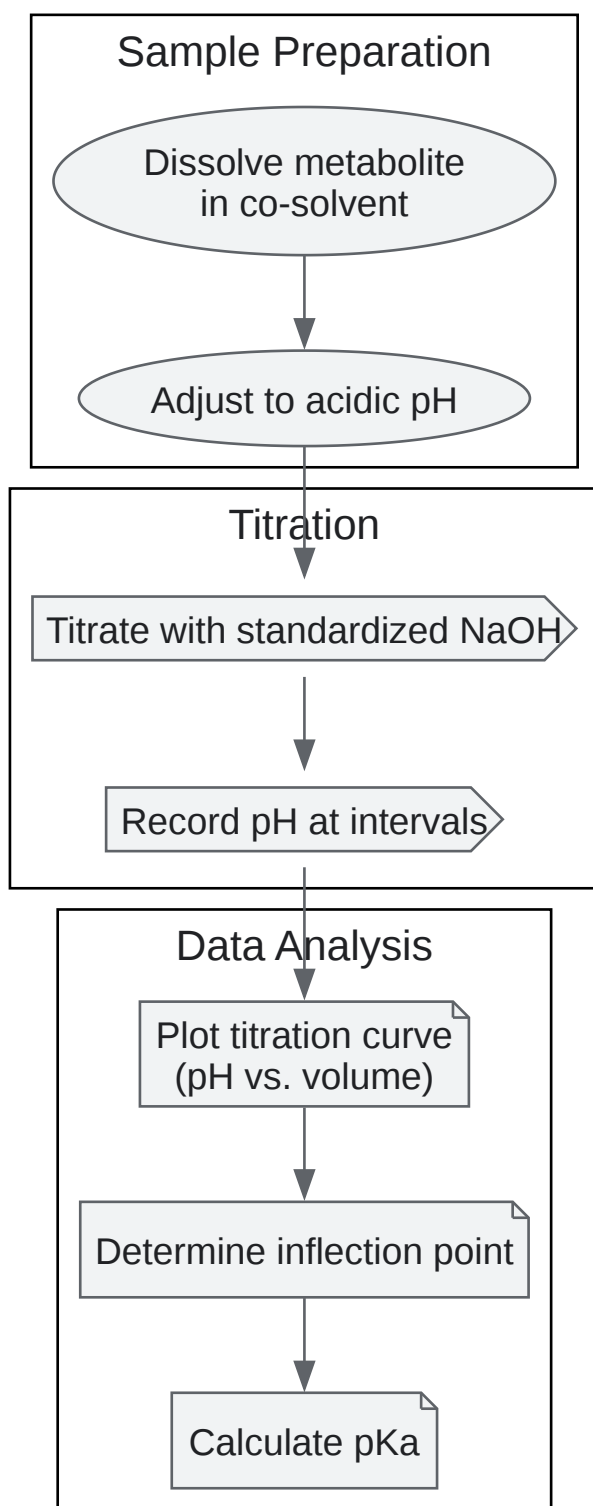 Sample Preparation
Dissolve metabolite
in co-solvent
Adjust to acidic pH
Titration
Titrate with standardized NaOH
Record pH at intervals
Data Analysis
Plot titration curve
(pH vs. volume)
Determine inflection point
Calculate pKa